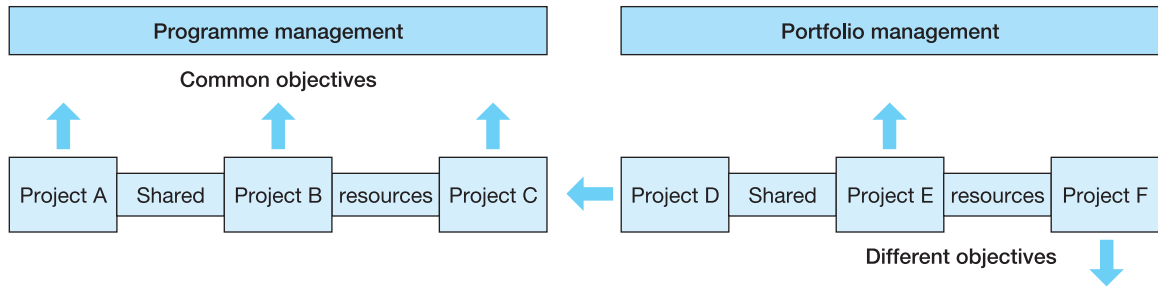 Programme management
Common objectives
Project A Shared Project B resources Project C
Portfolio management
Project D Shared Project E resources Project F
Different objectives